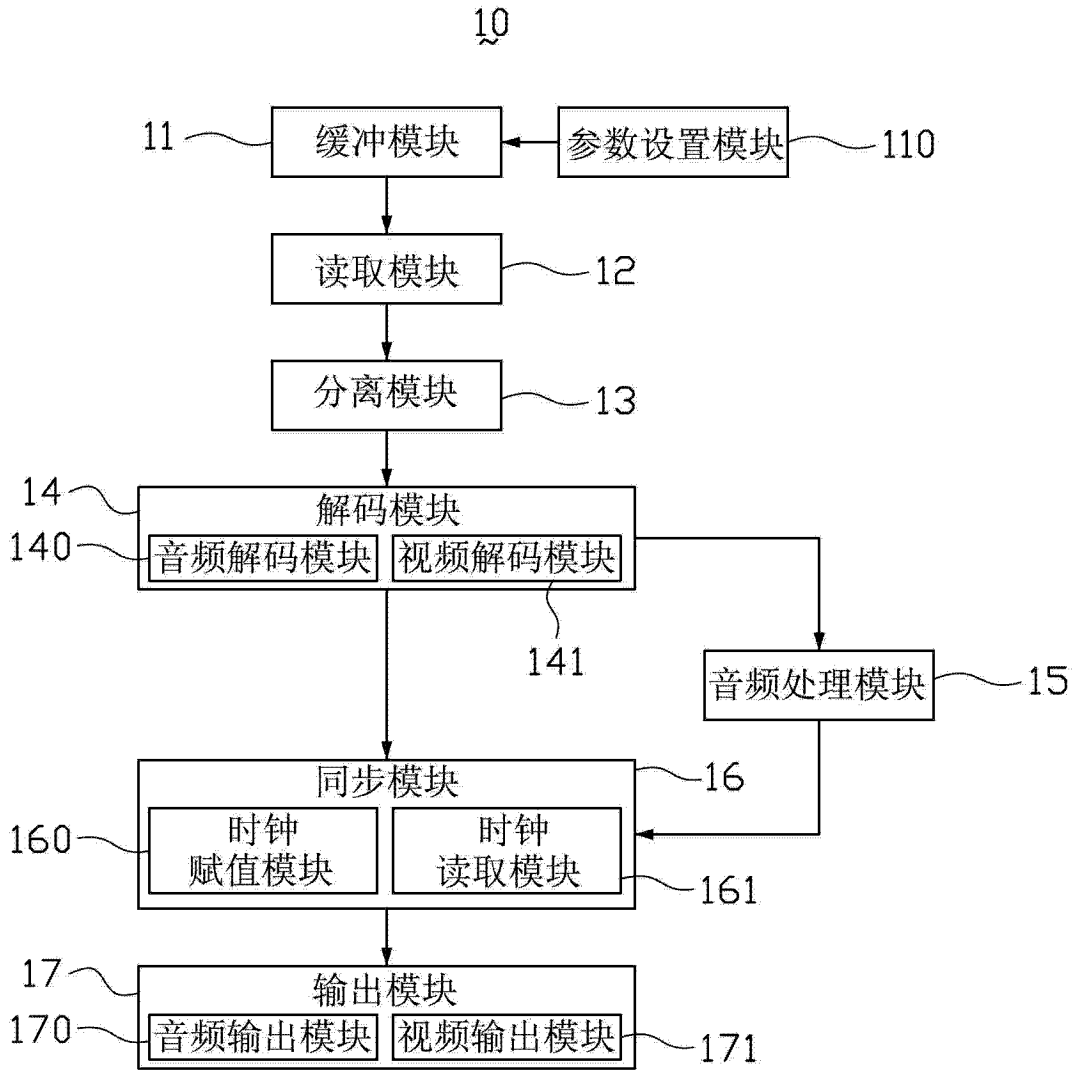 10
11
缓冲模块
参数设置模块
110
读取模块
12
分离模块
13
14
解码模块
140
音频解码模块
视频解码模块
141
音频处理模块
15
同步模块
16
160
时钟
赋值模块
时钟
读取模块
161
17
输出模块
170
音频输出模块
视频输出模块
171